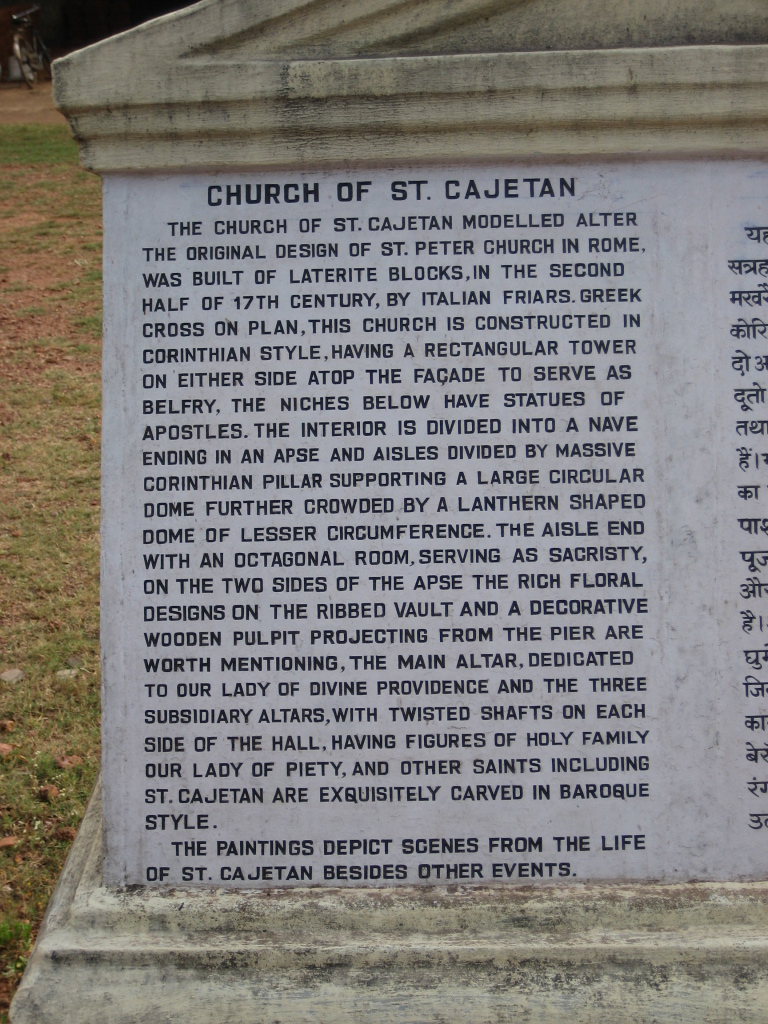 CHURCH OF ST. CAJETAN
THE CHURCH OF ST. CAJETAN MODELLED ALTER
THE ORIGINAL DESIGN OF ST. PETER CHURCH IN ROME,
WAS BUILT OF LATERITE BLOCKS, IN THE SECOND
HALF OF 17TH CENTURY, BY ITALIAN FRIARS. GREEK
CROSS ON PLAN, THIS CHURCH IS CONSTRUCTED IN
CORINTHIAN STYLE, HAVING A RECTANGULAR TOWER
ON EITHER SIDE ATOP THE FAÇADE TO SERVE AS
BELFRY, THE NICHES BELOW HAVE STATUES OF
APOSTLES. THE INTERIOR IS DIVIDED INTO A NAVE
ENDING IN AN APSE AND AISLES DIVIDED BY MASSIVE
CORINTHIAN PILLAR SUPPORTING A LARGE CIRCULAR
DOME FURTHER CROWDED BY A LANTHERN SHAPED
DOME OF LESSER CIRCUMFERENCE. THE AISLE END
WITH AN OCTAGONAL ROOM, SERVING AS SACRISTY,
ON THE TWO SIDES OF THE APSE THE RICH FLORAL
DESIGNS ON THE RIBBED VAULT AND A DECORATIVE
WOODEN PULPIT PROJECTING FROM THE PIER ARE
WORTH MENTIONING, THE MAIN ALTAR, DEDICATED
TO OUR LADY OF DIVINE PROVIDENCE AND THE THREE
SUBSIDIARY ALTARS, WITH TWISTED SHAFTS ON EACH
SIDE OF THE HALL, HAVING FIGURES OF HOLY FAMILY
OUR LADY OF PIETY, AND OTHER SAINTS INCLUDING
ST. CAJETAN ARE EXQUISITELY CARVED IN BAROQUE
STYLE.
THE PAINTINGS DEPICT SCENES FROM THE LIFE
OF ST. CAJETAN BESIDES OTHER EVENTS.
तथा
हैं।
का
है।